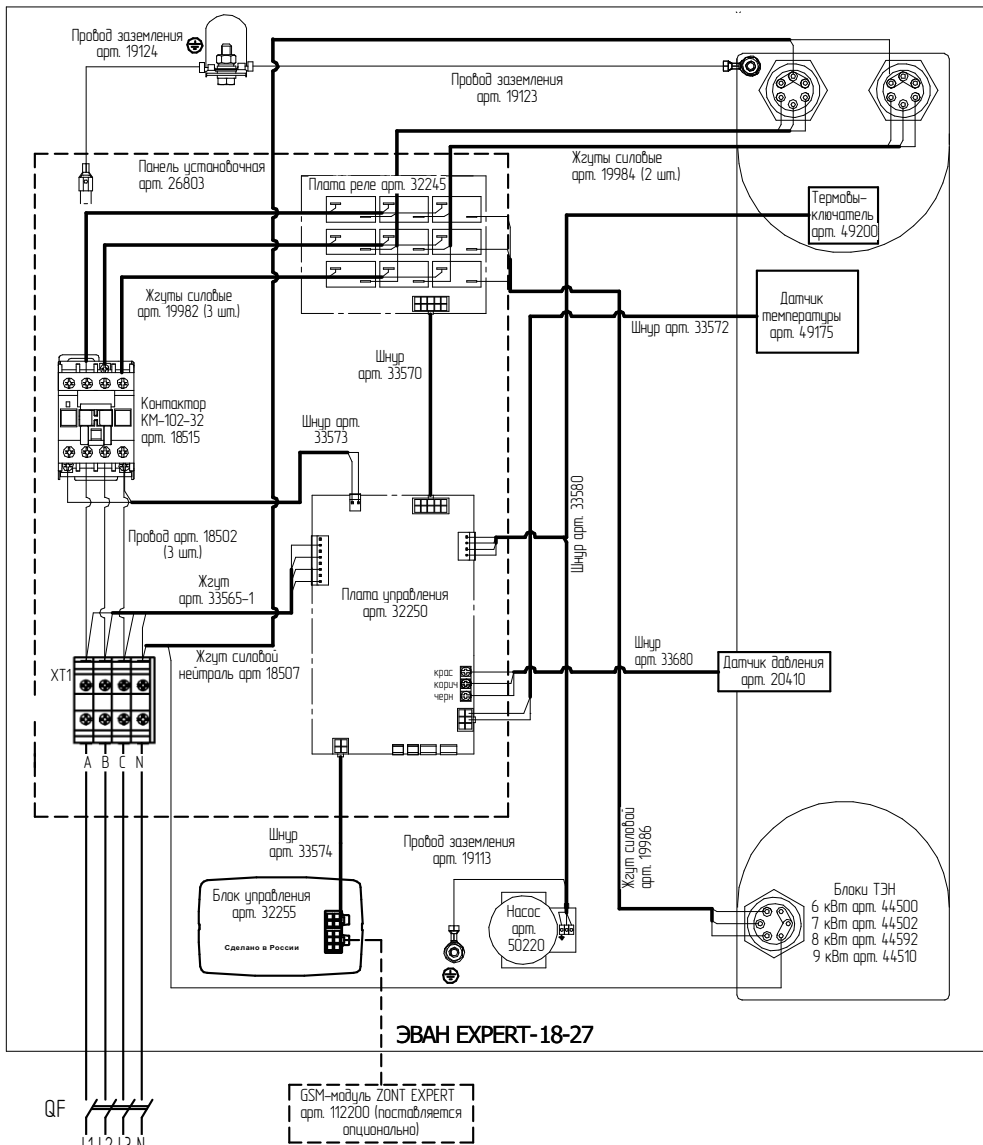 Провод заземления
арт. 19124
Провод заземления
арт. 19123
Панель установочная
арт. 26803
Плата реле арт. 32245
Жгуты силовые
арт. 19984 (2 шт.)
Термовы-
ключатель
арт. 49200
Жгуты силовые
арт. 19982 (3 шт.)
Датчик
температуры
арт. 49175
Шнур арт. 33572
Шнур
арт. 33570
Контактор
КМ-102-32
арт. 18515
Шнур арт.
33573
Шнур арт. 33580
Провод арт. 18502
(3 шт.)
Жгут
арт. 33565-1
Плата управления
арт. 32250
Жгут силовой
нейтраль арт 18507
XT1
Шнур
арт. 33680
Датчик давления
арт. 20410
крас
корич
черн
A B C N
Шнур
арт. 33574
Провод заземления
арт. 19113
Жгут силовой
арт. 19986
Блок управления
арт. 32255
Сделано в России
Насос
арт.
50220
Блоки ТЭН
6 кВт арт. 44500
7 кВт арт. 44502
8 кВт арт. 44592
9 кВт арт. 44510
ЭВАН EXPERT-18-27
GSM-модуль ZONT EXPERT
арт. 112200 (поставляется
опционально)
QF
L1 L2 L3 N